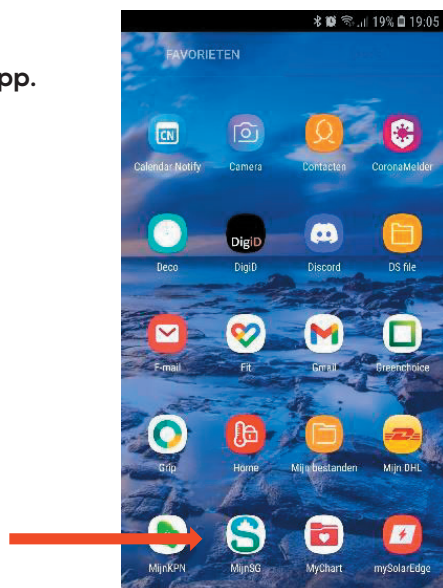 pp.
19% 19:05
FAVORIETEN
CN
Calendar Notify Camera Contacten CoronaMelder
DigiD
Deco DigiD Discord DS file
E-mail Fit Gmail Greenchoice
Grip Home Mijn bestanden Mijn DHL
S
MijnKPN MijnSG MyChart mySolarEdge